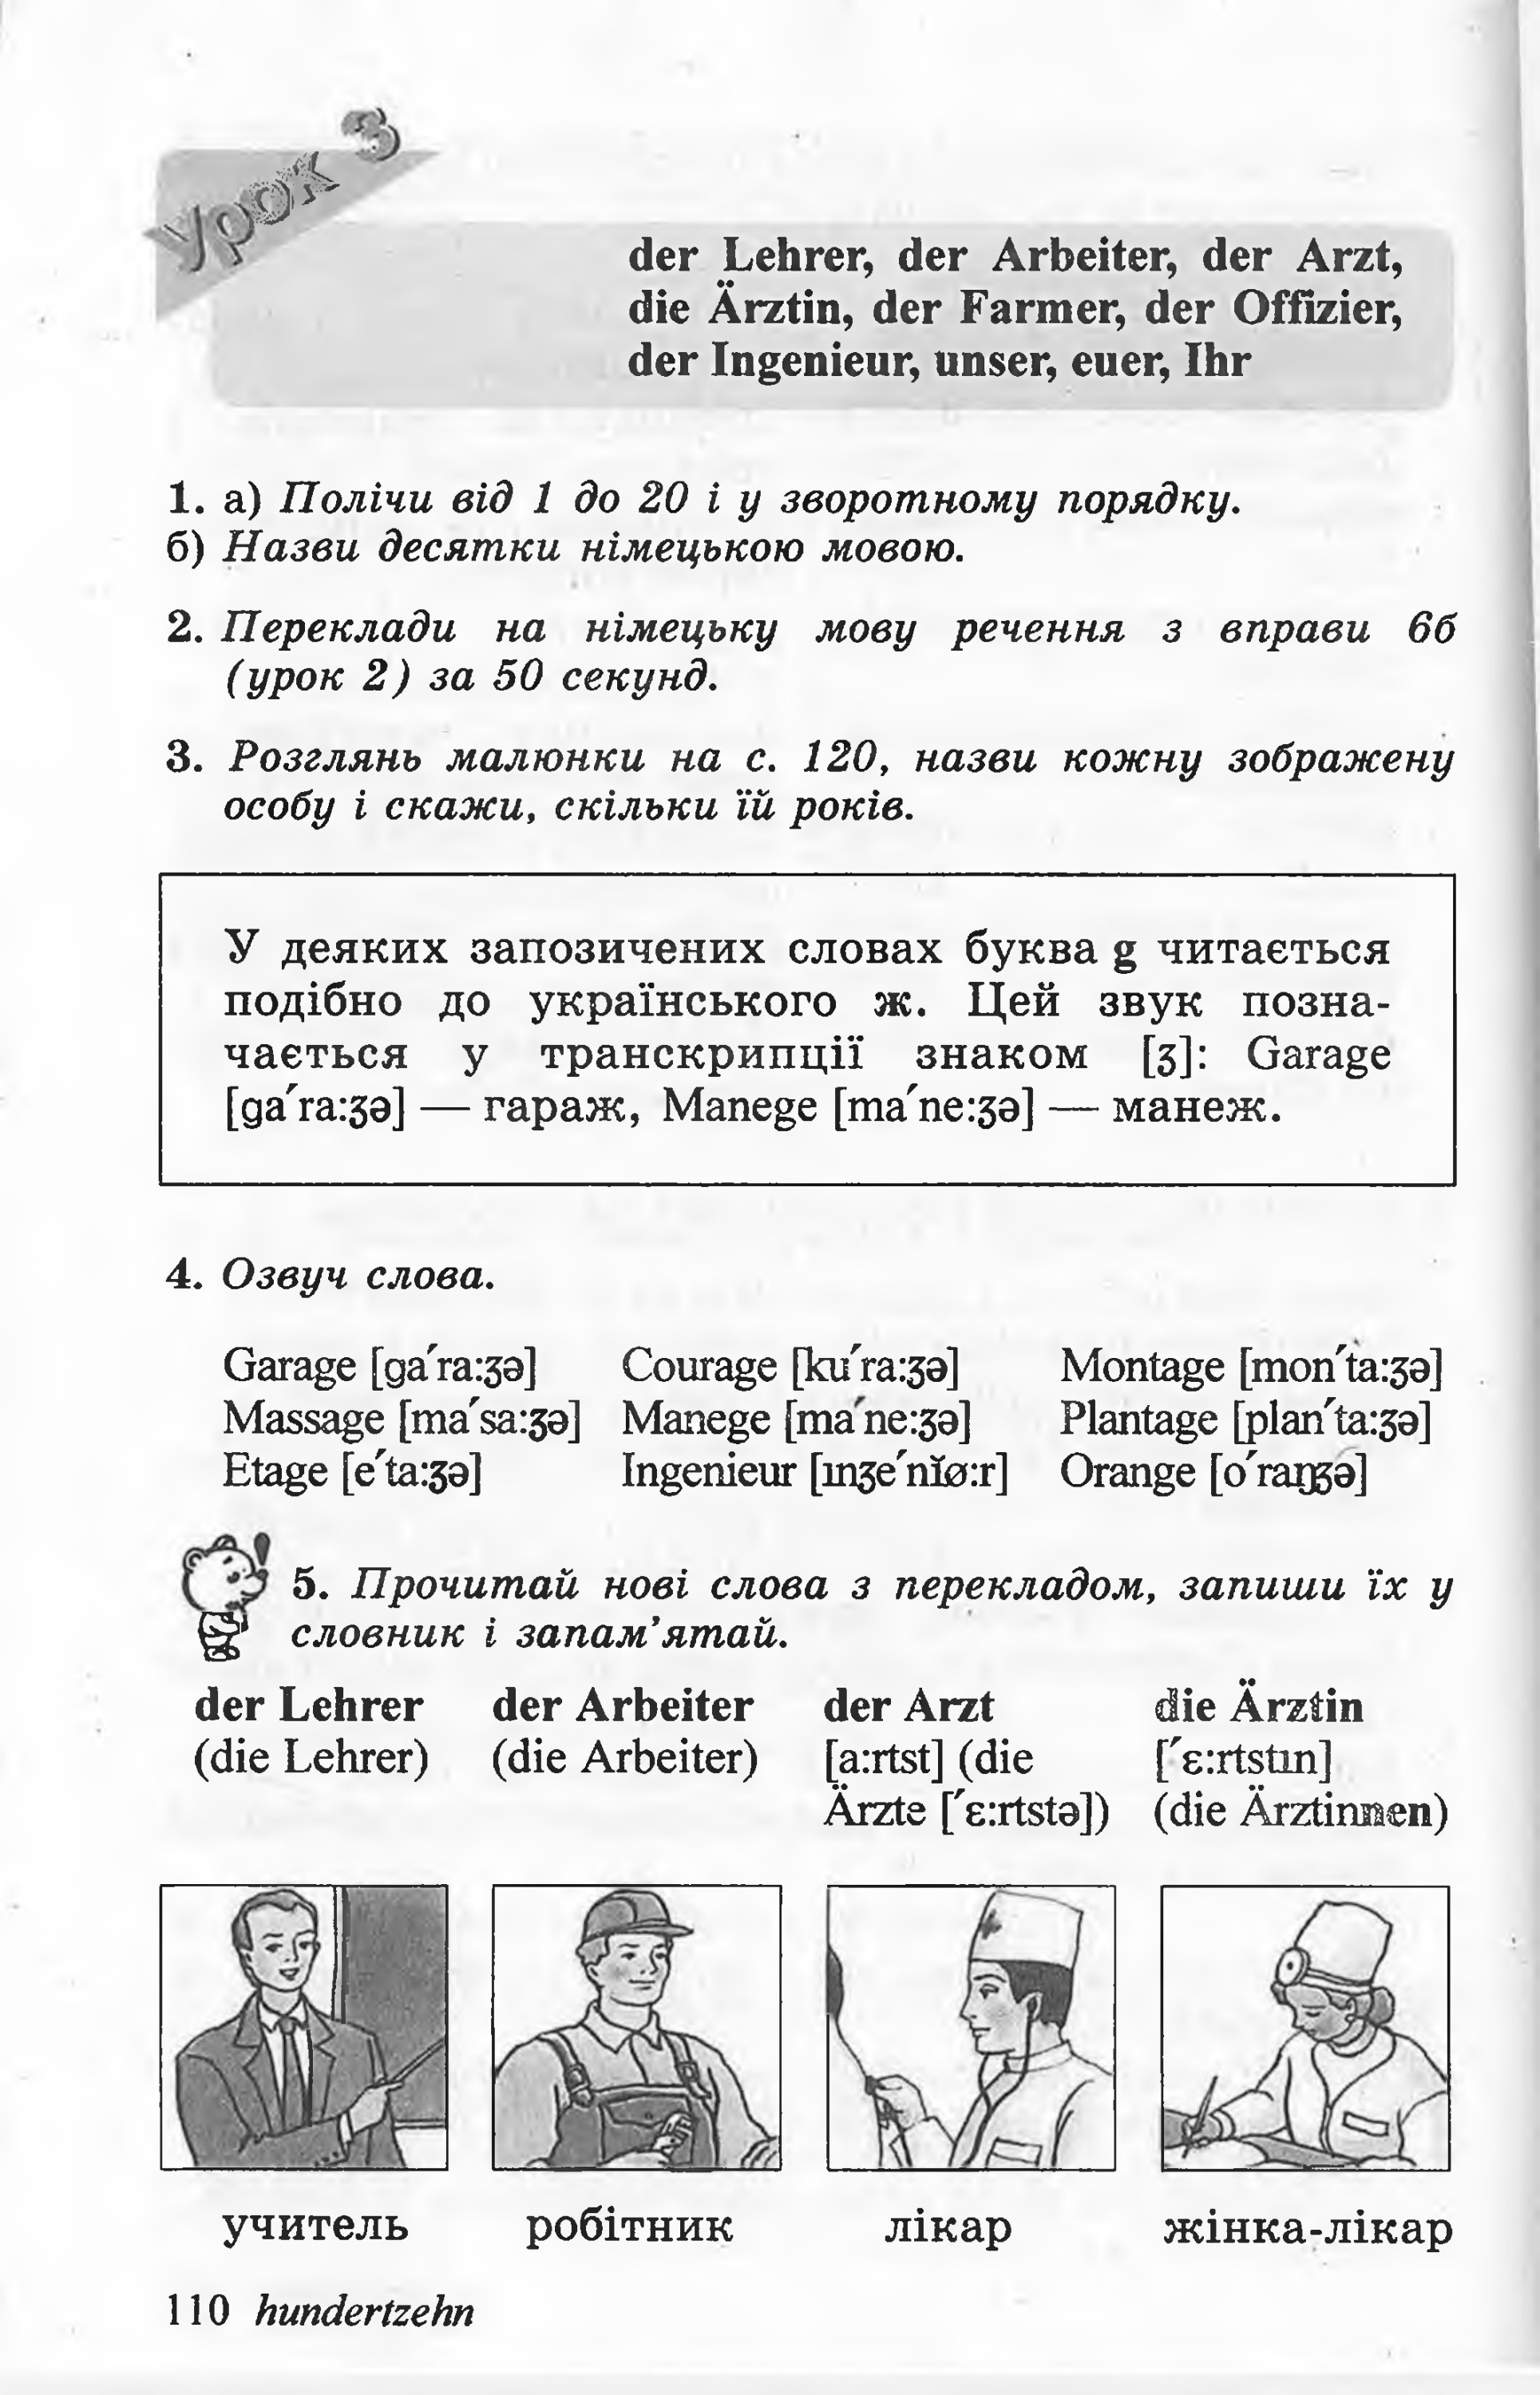 Урок 3
der Lehrer, der Arbeiter, der Arzt,
die Ärztin, der Farmer, der Offizier,
der Ingenieur, unser, euer, Ihr
1. а) Полічи від 1 до 20 і у зворотному порядку.
б) Назви десятки німецькою мовою.
2. Переклади на німецьку мову речення з вправи 6б
(урок 2) за 50 секунд.
3. Розглянь малюнки на с. 120, назви кожну зображену
особу і скажи, скільки їй років.
У деяких запозичених словах буква g читається
подібно до українського ж. Цей звук позна-
чається у транскрипції знаком [ʒ]: Garage
[ga′ra:ʒə] — гараж, Manege [ma′ne:ʒə] — манеж.
4. Озвуч слова.
Garage [ga′ra:ʒə] Courage [ku′ra:ʒə] Montage [mon′ta:ʒə]
Massage [ma′sa:ʒə] Manege [ma′ne:ʒə] Plantage [plan′ta:ʒə]
Etage [e′ta:ʒə] Ingenieur [ɪnʒe′nĭø:r] Orange [o′raŋʒə]
5. Прочитай нові слова з перекладом, запиши їх у
словник і запам’ятай.
der Lehrer der Arbeiter der Arzt die Ärztin
(die Lehrer) (die Arbeiter) [a:rtst] (die [′ɛ:rtstɪn]
Ärzte [′ɛ:rtstə]) (die Ärztinnen)
учитель робітник лікар жінка-лікар
110 hundertzehn